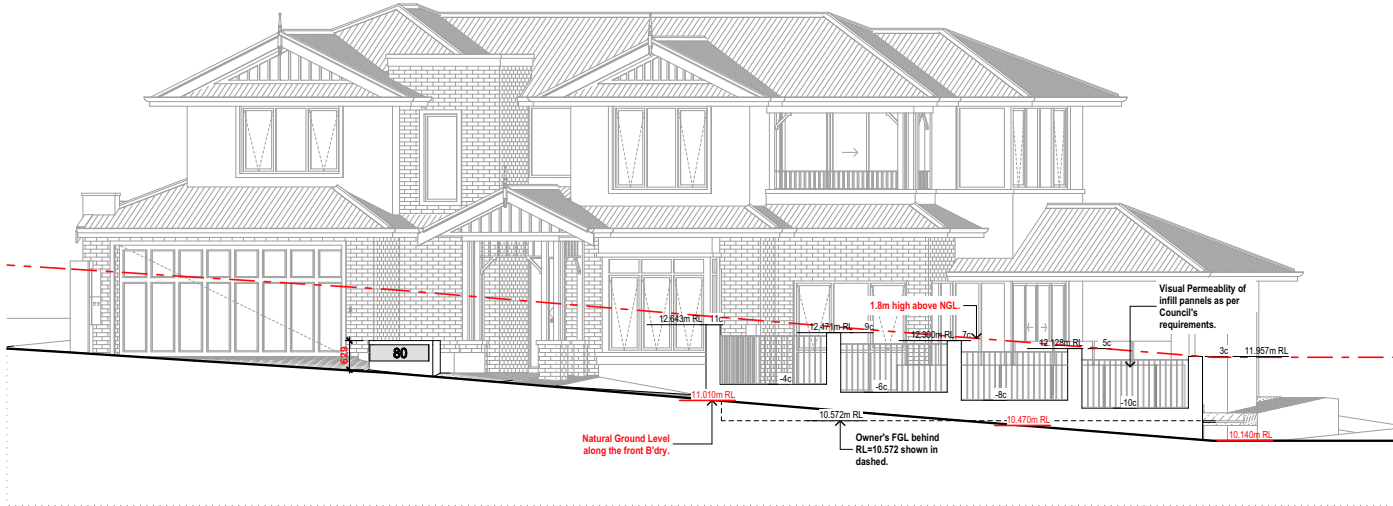 Visual Permeablity of
infill pannels as per
Council's
requirements.
1.8m high above NGL.
12.643m RL 11c
12.471m RL 9c
12.300m RL 7c
12.128m RL 5c
3c 11.957m RL
629
80
-4c
-6c
-8c
-10c
11.010m RL
10.572m RL
10.470m RL
10.140m RL
Natural Ground Level
along the front B'dry.
Owner's FGL behind
RL=10.572 shown in
dashed.